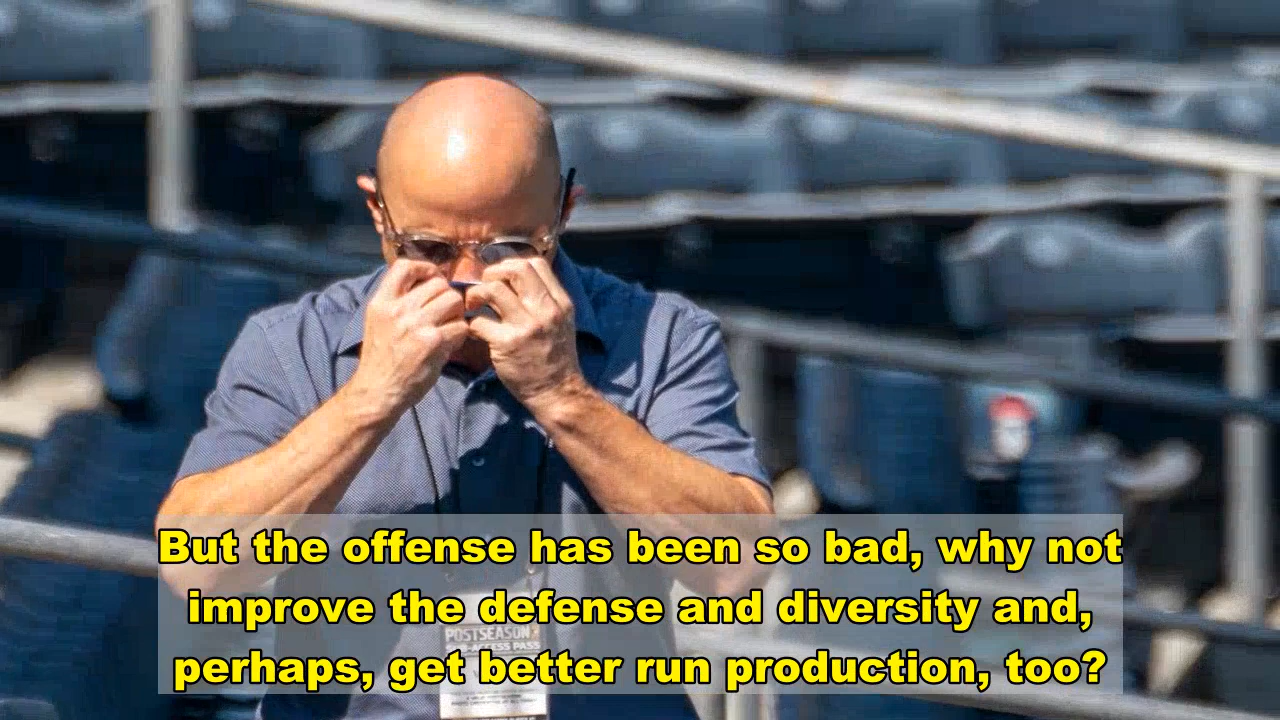 But the offense has been so bad, why not
improve the defense and diversity and,
perhaps, get better run production, too?
POSTSEASON